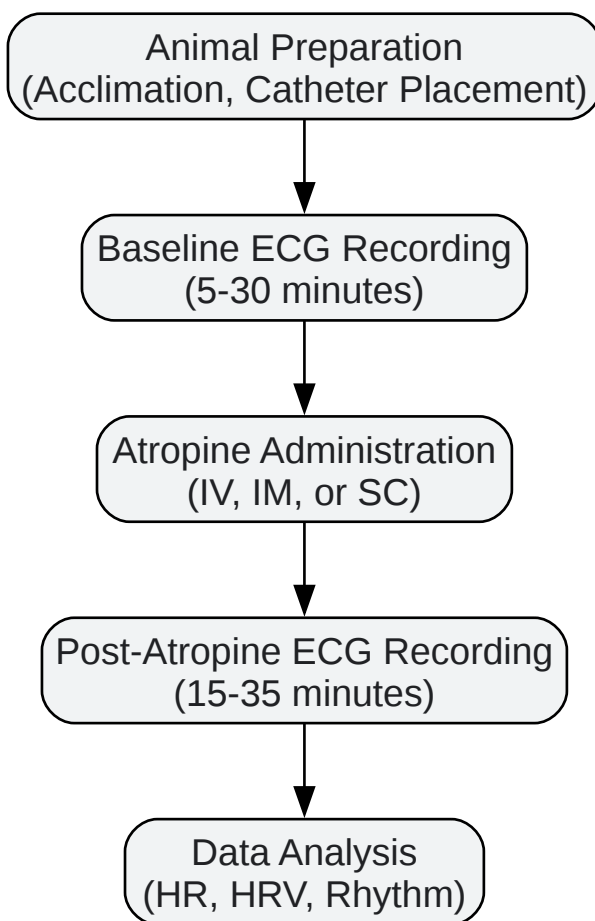 Animal Preparation
(Acclimation, Catheter Placement)
Baseline ECG Recording
(5-30 minutes)
Atropine Administration
(IV, IM, or SC)
Post-Atropine ECG Recording
(15-35 minutes)
Data Analysis
(HR, HRV, Rhythm)